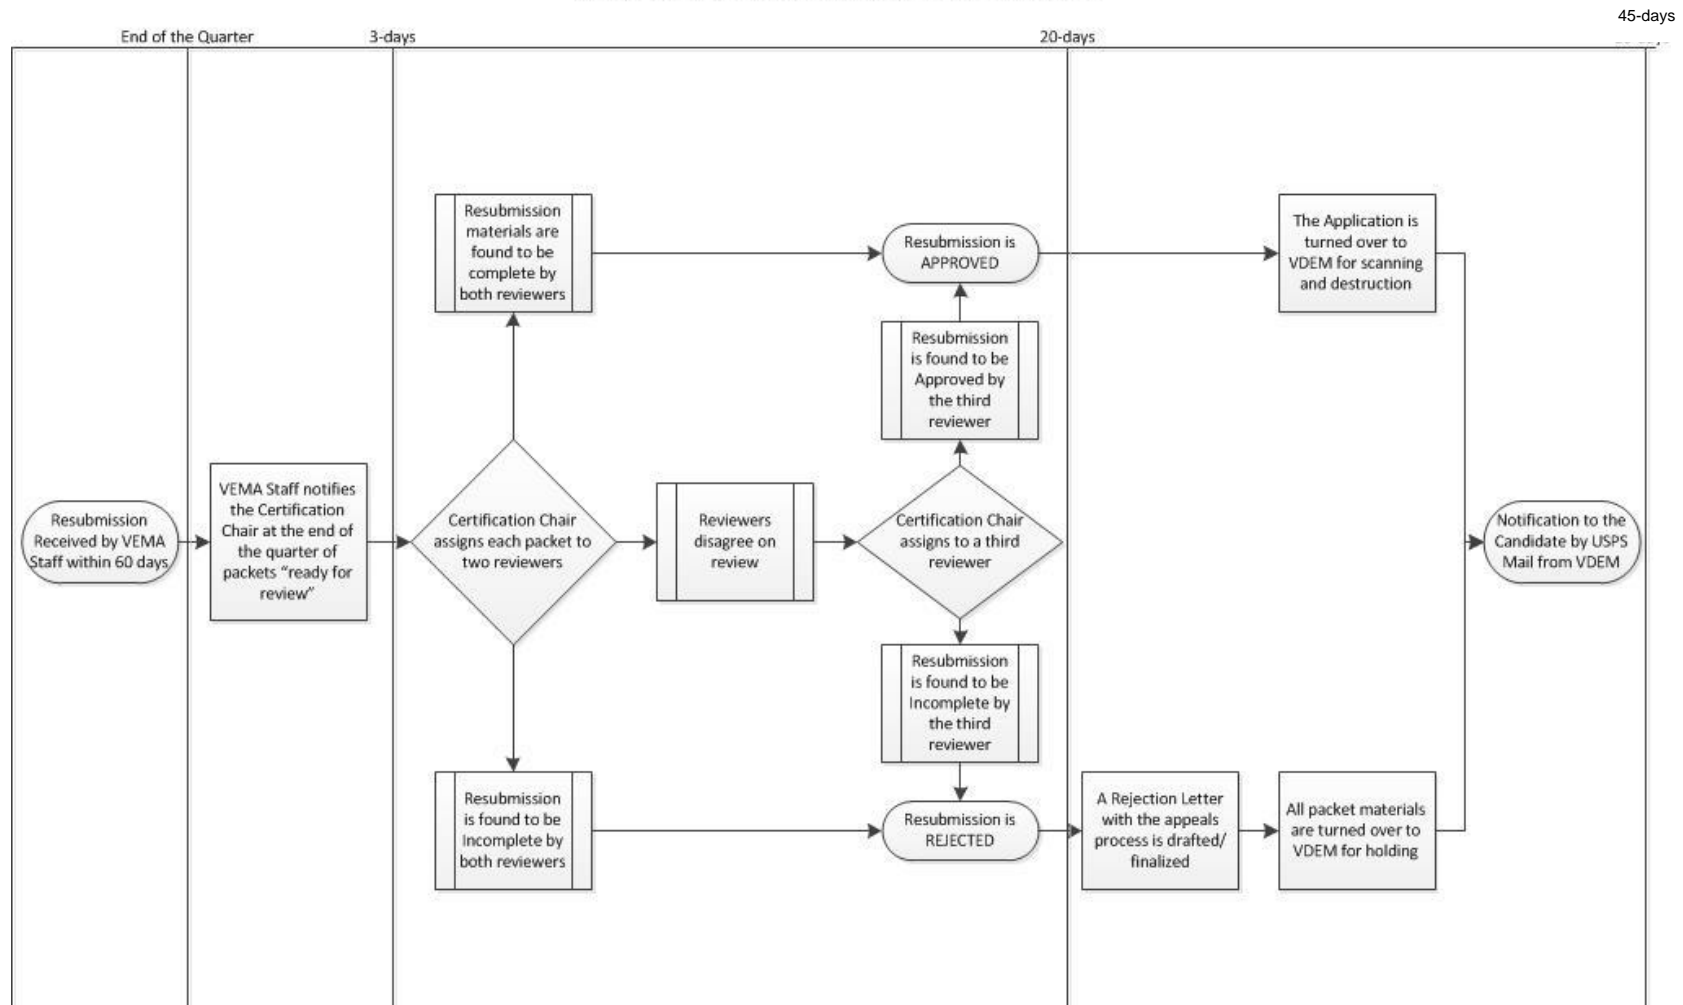 45-days
End of the Quarter
3-days
20-days
Resubmission
materials are
found to be
complete by
both reviewers
Resubmission is
APPROVED
The Application is
turned over to
VDEM for scanning
and destruction
Resubmission
is found to be
Approved by
the third
reviewer
Resubmission
Received by VEMA
Staff within 60 days
VEMA Staff notifies
the Certification
Chair at the end of
the quarter of
packets “ready for
review”
Certification Chair
assigns each packet to
two reviewers
Reviewers
disagree on
review
Certification Chair
assigns to a third
reviewer
Notification to the
Candidate by USPS
Mail from VDEM
Resubmission
is found to be
Incomplete by
the third
reviewer
Resubmission
is found to be
Incomplete by
both reviewers
Resubmission is
REJECTED
A Rejection Letter
with the appeals
process is drafted/
finalized
All packet materials
are turned over to
VDEM for holding